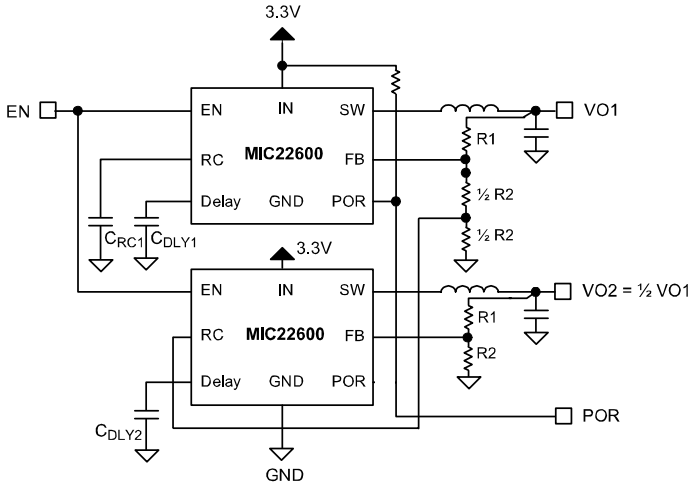 3.3V
EN
EN
IN
SW
VO1
MIC22600
R1
RC
FB
½ R2
Delay
GND
POR
½ R2
CRC1
CDLY1
3.3V
EN
IN
SW
VO2 = ½ VO1
R1
RC
MIC22600
FB
R2
Delay
GND
POR
POR
CDLY2
GND